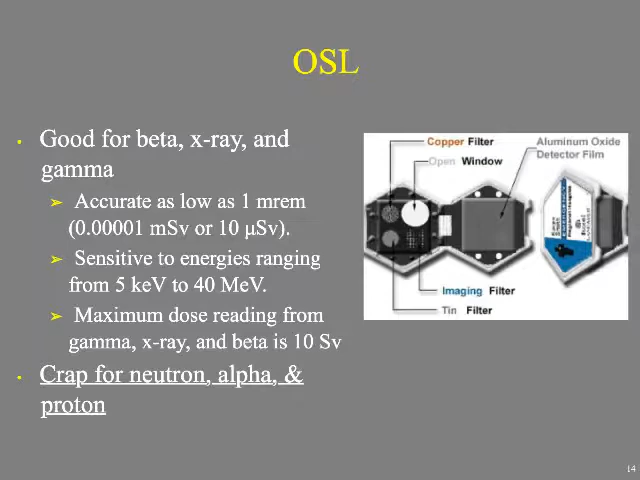 OSL
• Good for beta, x-ray, and
gamma
➢ Accurate as low as 1 mrem
(0.00001 mSv or 10 μSv).
➢ Sensitive to energies ranging
from 5 keV to 40 MeV.
➢ Maximum dose reading from
gamma, x-ray, and beta is 10 Sv
• Crap for neutron, alpha, &
proton
Copper Filter
Open Window
Aluminum Oxide
Detector Film
Imaging Filter
Tin Filter
14